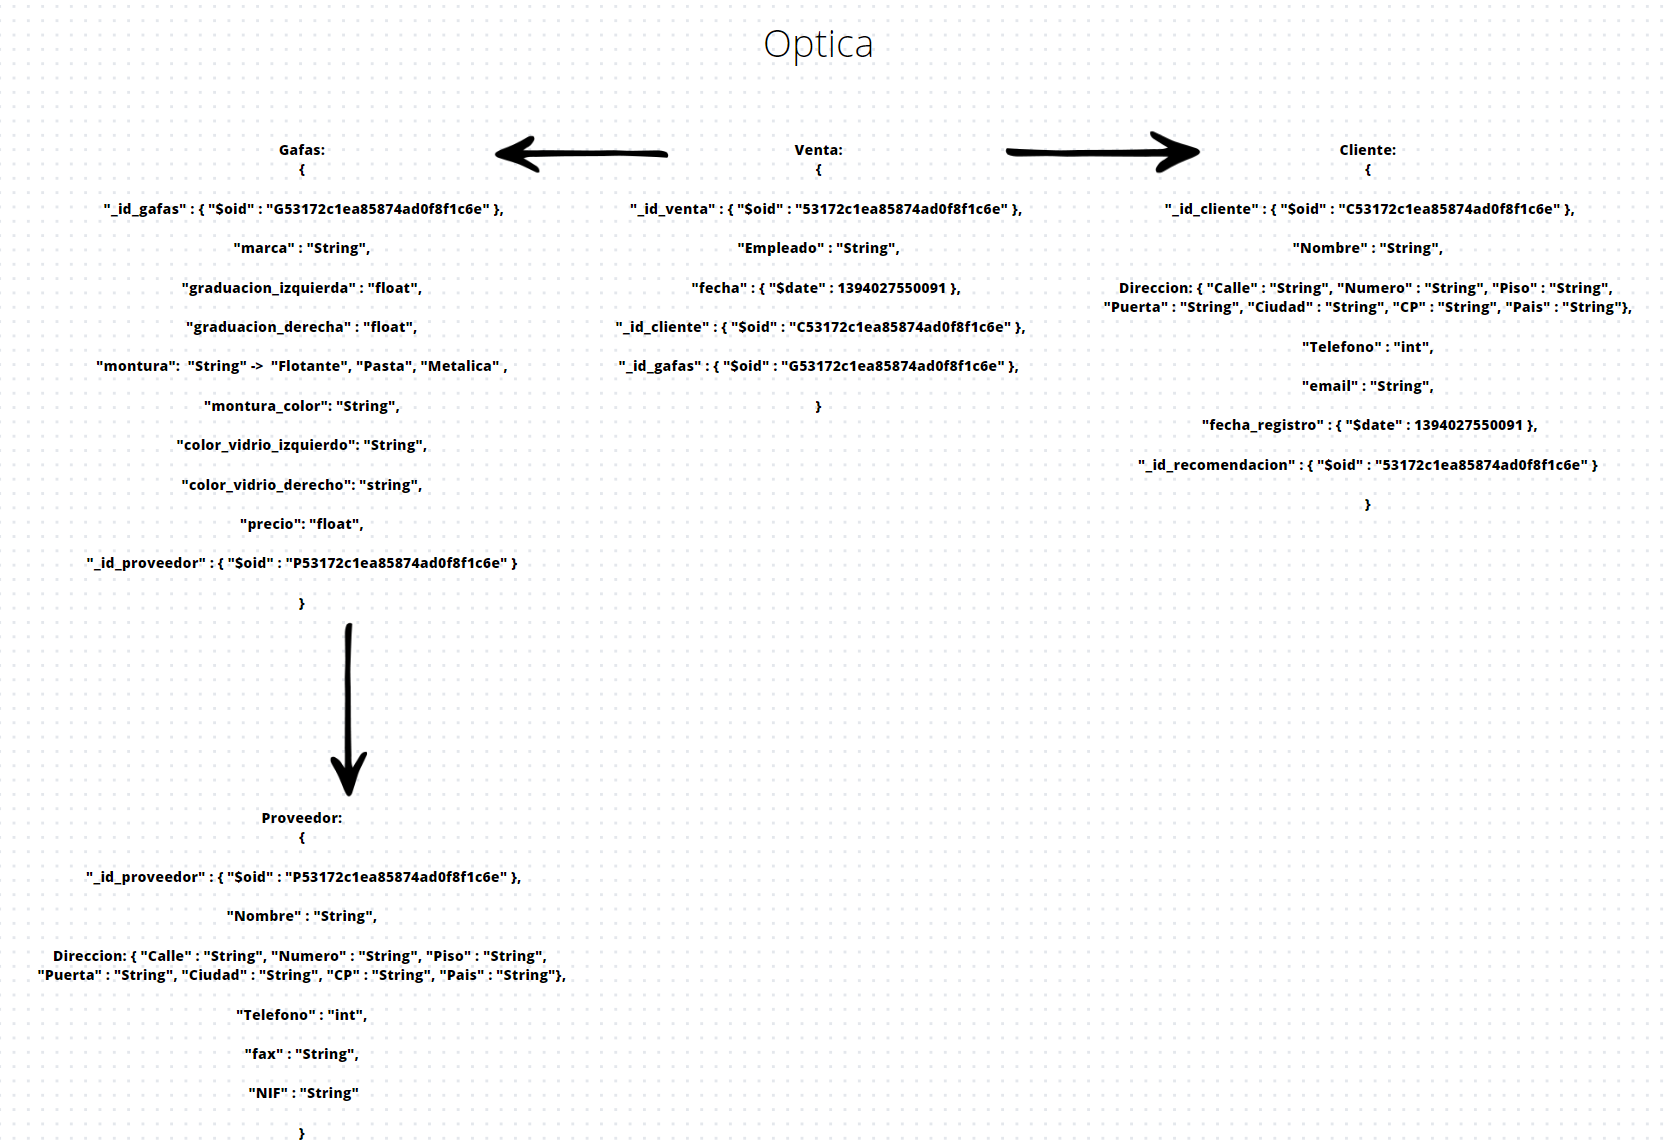 Optica
Gafas:
{
"_id_gafas" : { "$oid" : "G53172c1ea85874ad0f8f1c6e" },
"marca" : "String",
"graduacion_izquierda" : "float",
"graduacion_derecha" : "float",
"montura":  "String" ->  "Flotante", "Pasta", "Metalica" ,
"montura_color": "String",
"color_vidrio_izquierdo": "String",
"color_vidrio_derecho": "string",
"precio": "float",
"_id_proveedor" : { "$oid" : "P53172c1ea85874ad0f8f1c6e" }
}
Venta:
{
"_id_venta" : { "$oid" : "53172c1ea85874ad0f8f1c6e" },
"Empleado" : "String",
"fecha" : { "$date" : 1394027550091 },
"_id_cliente" : { "$oid" : "C53172c1ea85874ad0f8f1c6e" },
"_id_gafas" : { "$oid" : "G53172c1ea85874ad0f8f1c6e" },
}
Cliente:
{
"_id_cliente" : { "$oid" : "C53172c1ea85874ad0f8f1c6e" },
"Nombre" : "String",
Direccion: { "Calle" : "String", "Numero" : "String", "Piso" : "String",
"Puerta" : "String", "Ciudad" : "String", "CP" : "String", "Pais" : "String"},
"Telefono" : "int",
"email" : "String",
"fecha_registro" : { "$date" : 1394027550091 },
"_id_recomendacion" : { "$oid" : "53172c1ea85874ad0f8f1c6e" }
}
Proveedor:
{
"_id_proveedor" : { "$oid" : "P53172c1ea85874ad0f8f1c6e" },
"Nombre" : "String",
Direccion: { "Calle" : "String", "Numero" : "String", "Piso" : "String",
"Puerta" : "String", "Ciudad" : "String", "CP" : "String", "Pais" : "String"},
"Telefono" : "int",
"fax" : "String",
"NIF" : "String"
}